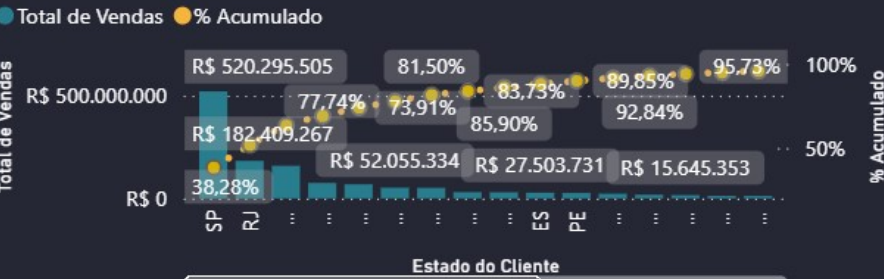 Total de Vendas % Acumulado
R$ 520.295.505 81,50% 95,73% 100%
R$ 500.000.000 77,74% 73,91% 83,73% 89,85%
92,84%
R$ 182.409.267 85,90%
R$ 52.055.334 R$ 27.503.731 R$ 15.645.353 50%
38,28%
R$ 0
SP RJ ... ... ... ... ... ... ... ES PE ... ... ... ... ...
Total de Vendas
% Acumulado
Estado do Cliente